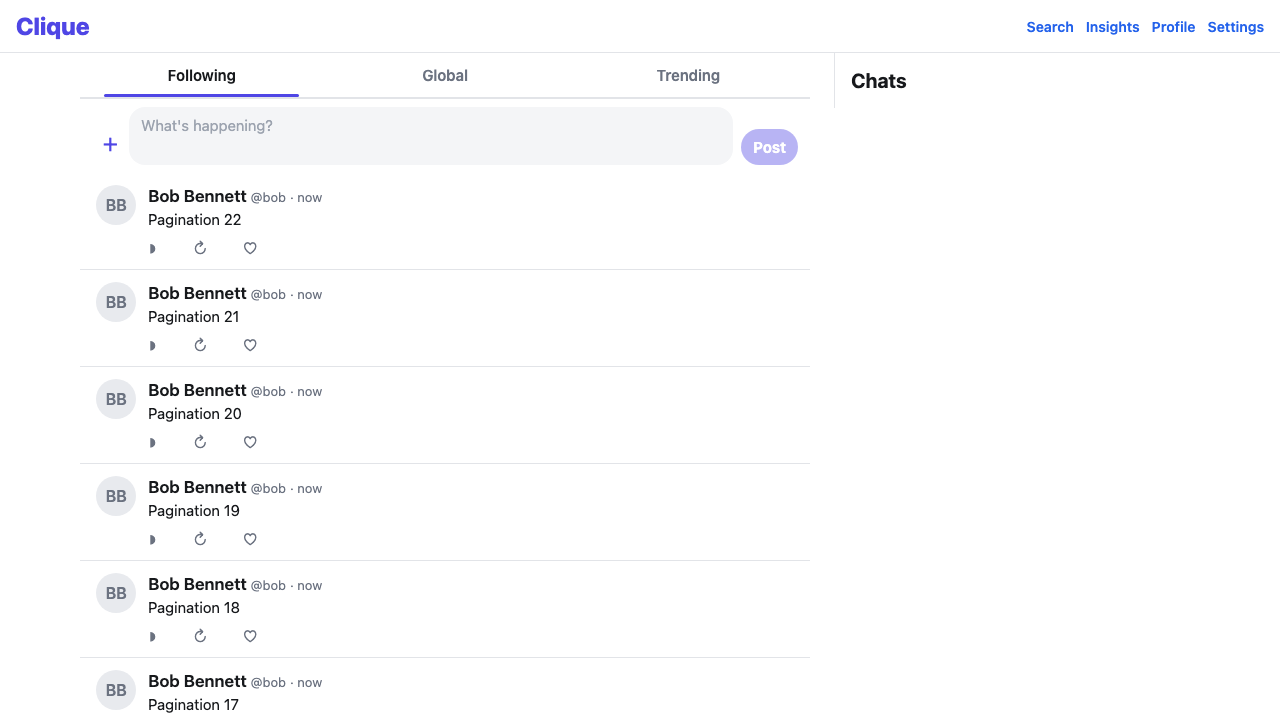 Clique
Search Insights Profile Settings
Following Global Trending
Chats
What's happening?
+
Post
BB
Bob Bennett @bob · now
Pagination 22
BB
Bob Bennett @bob · now
Pagination 21
BB
Bob Bennett @bob · now
Pagination 20
BB
Bob Bennett @bob · now
Pagination 19
BB
Bob Bennett @bob · now
Pagination 18
BB
Bob Bennett @bob · now
Pagination 17